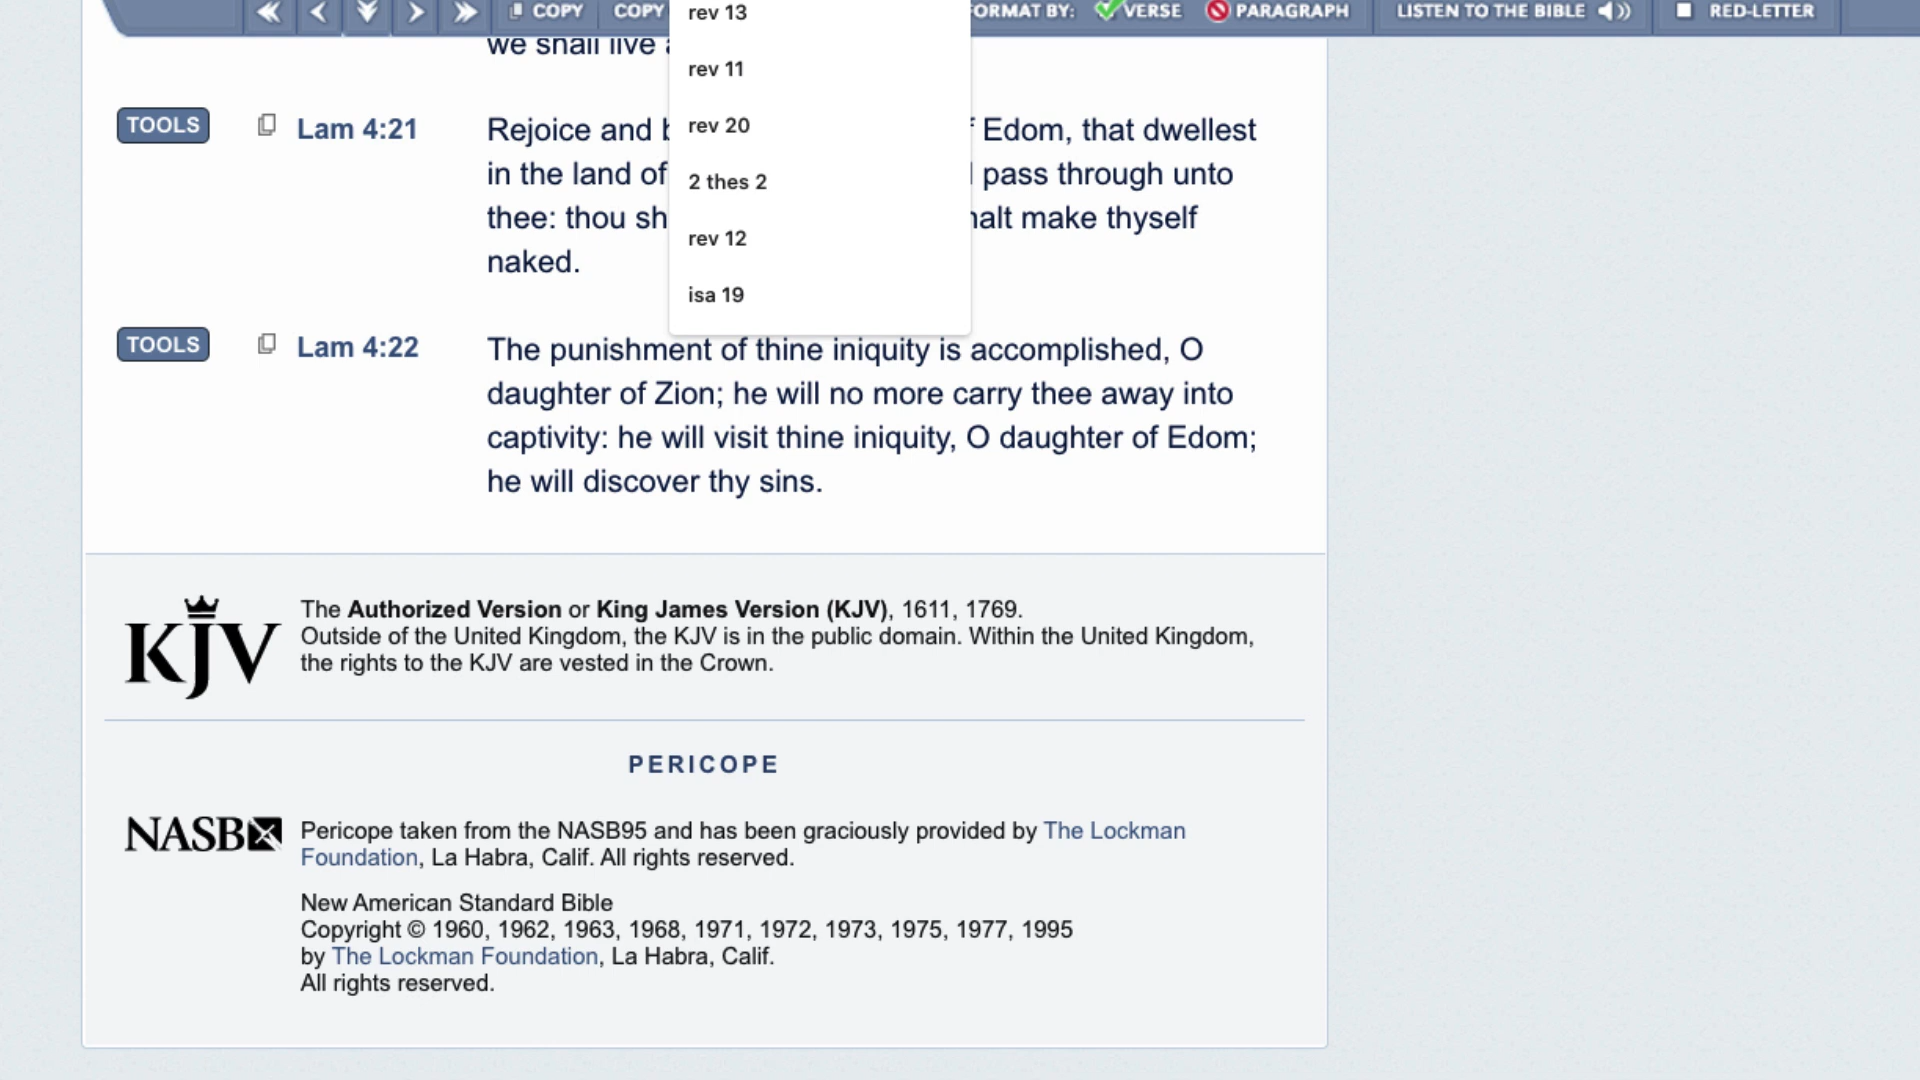 COPY
COPY
ORMAT BY:
VERSE
PARAGRAPH
LISTEN TO THE BIBLE
RED-LETTER
rev 13
rev 11
rev 20
2 thes 2
rev 12
isa 19
we shall live
TOOLS
Lam 4:21
Rejoice and Edom, that dwellest
in the land of pass through unto
thee: thou sh halt make thyself
naked.
TOOLS
Lam 4:22
The punishment of thine iniquity is accomplished, O
daughter of Zion; he will no more carry thee away into
captivity: he will visit thine iniquity, O daughter of Edom;
he will discover thy sins.
KJV
The Authorized Version or King James Version (KJV), 1611, 1769.
Outside of the United Kingdom, the KJV is in the public domain. Within the United Kingdom,
the rights to the KJV are vested in the Crown.
PERICOPE
NASB
Pericope taken from the NASB95 and has been graciously provided by The Lockman
Foundation, La Habra, Calif. All rights reserved.
New American Standard Bible
Copyright © 1960, 1962, 1963, 1968, 1971, 1972, 1973, 1975, 1977, 1995
by The Lockman Foundation, La Habra, Calif.
All rights reserved.